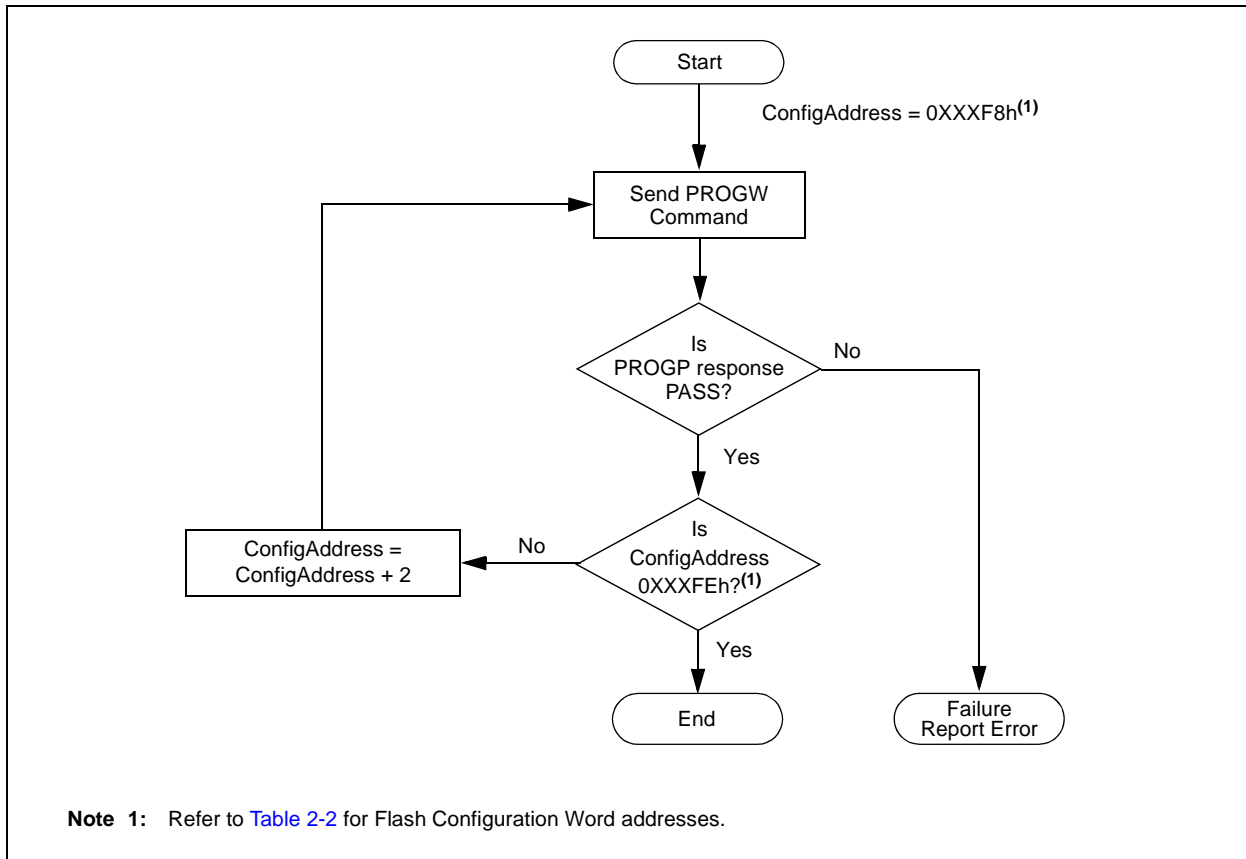 Start
ConfigAddress = 0XXXF8h(1)
Send PROGW
Command
Is
PROGP response
PASS?
No
Yes
Is
ConfigAddress
0XXXFEh?(1)
No
ConfigAddress =
ConfigAddress + 2
Yes
End
Failure
Report Error
Note 1: Refer to Table 2-2 for Flash Configuration Word addresses.